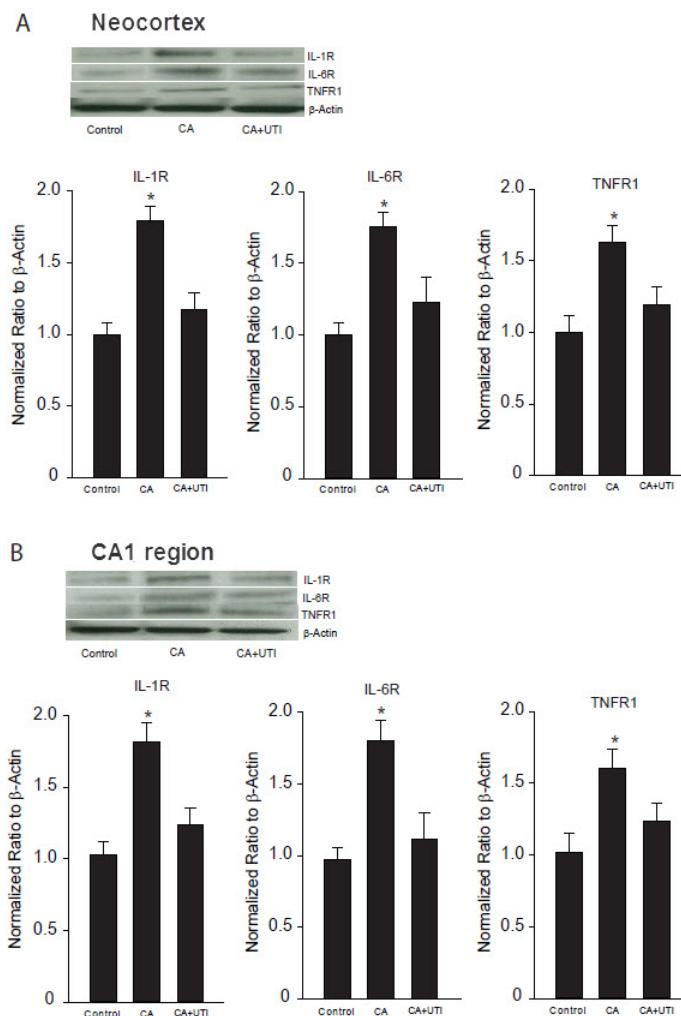 A Neocortex
IL-1R
IL-6R
TNFR1
β-Actin
Control CA CA+UTI
IL-1R
2.0
1.5
1.0
0.5
0
Normalized Ratio to β-Actin
*
Control CA CA+UTI
IL-6R
2.0
1.5
1.0
0.5
0
Normalized Ratio to β-Actin
*
Control CA CA+UTI
TNFR1
2.0
1.5
1.0
0.5
0
Normalized Ratio to β-Actin
*
Control CA CA+UTI
B CA1 region
IL-1R
IL-6R
TNFR1
β-Actin
Control CA CA+UTI
IL-1R
2.0
1.5
1.0
0.5
0
Normalized Ratio to β-Actin
*
Control CA CA+UTI
IL-6R
2.0
1.5
1.0
0.5
0
Normalized Ratio to β-Actin
*
Control CA CA+UTI
TNFR1
2.0
1.5
1.0
0.5
0
Normalized Ratio to β-Actin
*
Control CA CA+UTI